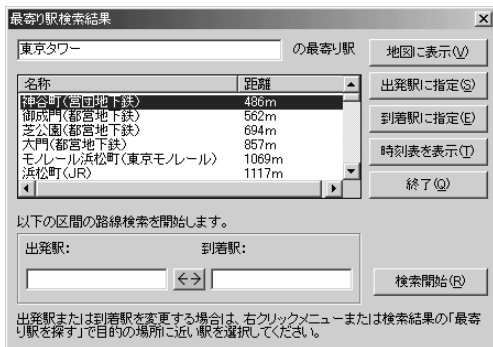 最寄り駅検索結果
東京タワー の最寄り駅 地図に表示(V)
名称 距離 出発駅に指定(S)
神谷町(営団地下鉄) 486m
御成門(都営地下鉄) 562m 到着駅に指定(E)
芝公園(都営地下鉄) 694m
大門(都営地下鉄) 857m 時刻表を表示(T)
モノレール浜松町(東京モノレール) 1069m
浜松町(JR) 1117m
終了(Q)
以下の区間の路線検索を開始します。
出発駅: 到着駅:
←→ 検索開始(R)
出発駅または到着駅を変更する場合は、右クリックメニューまたは検索結果の「最寄
り駅を探す」で目的の場所に近い駅を選択してください。